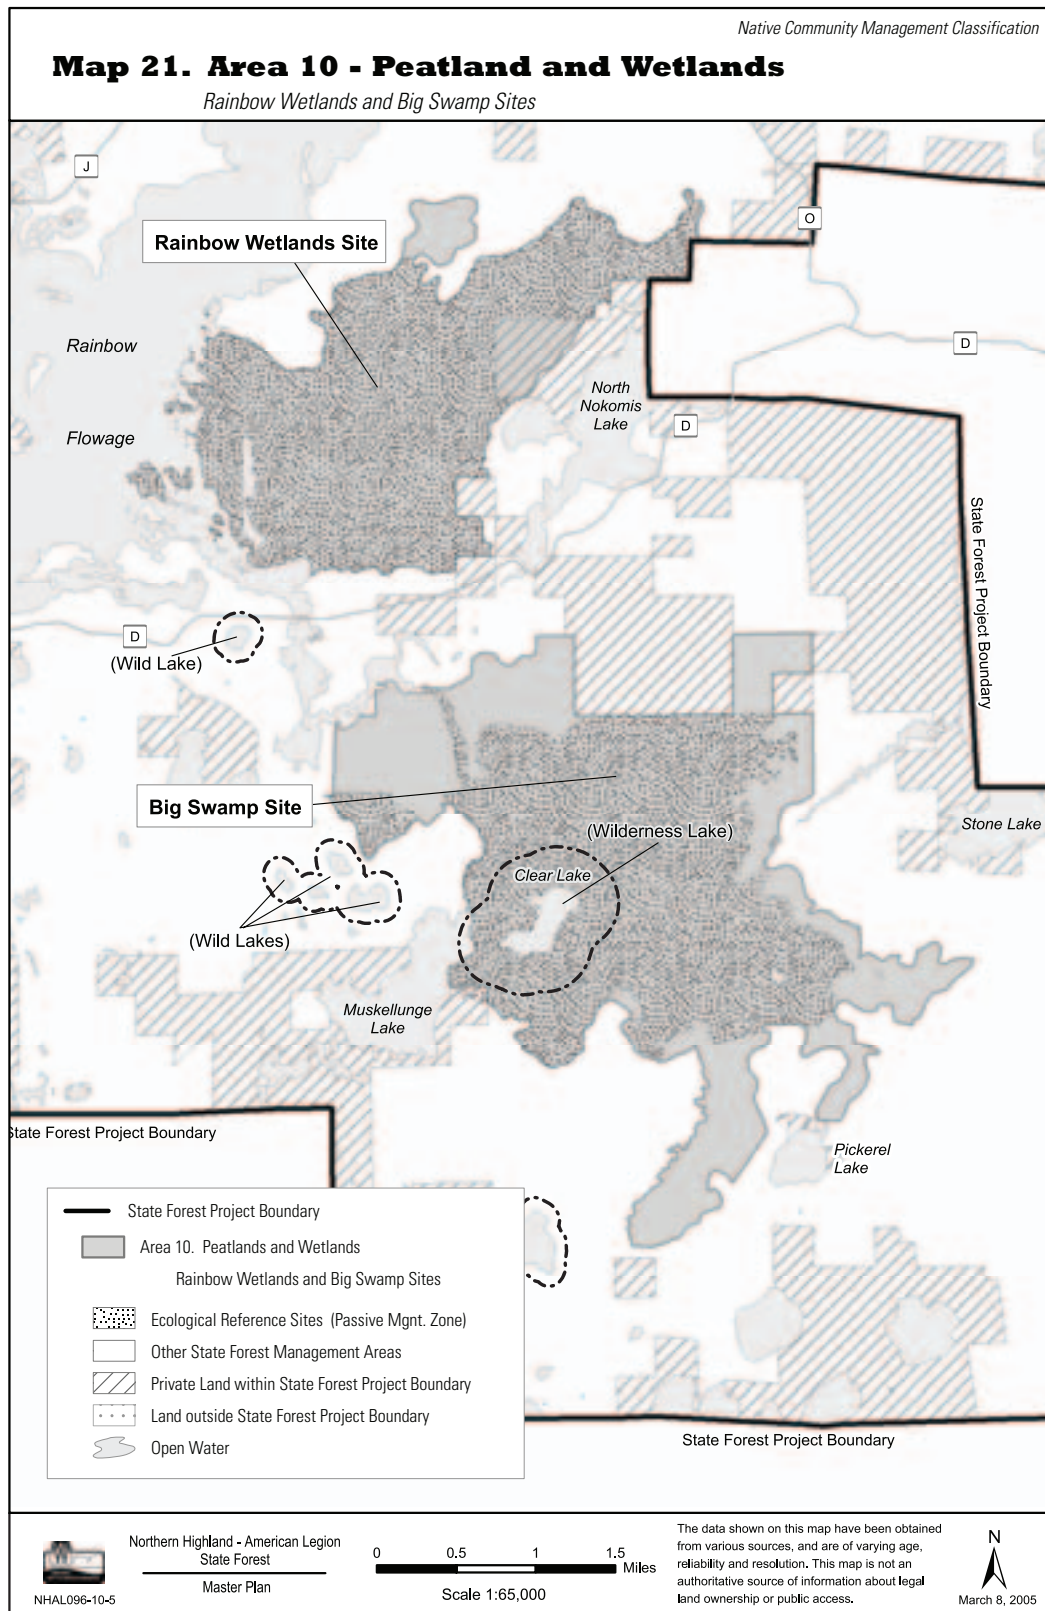 Native Community Management Classification
Map 21. Area 10 - Peatland and Wetlands
Rainbow Wetlands and Big Swamp Sites
J
O
Rainbow Wetlands Site
Rainbow
D
North
Nokomis
Lake
Flowage
D
State Forest Project Boundary
D
(Wild Lake)
Big Swamp Site
Stone Lake
(Wilderness Lake)
Clear Lake
(Wild Lakes)
Muskellunge
Lake
State Forest Project Boundary
Pickerel
Lake
State Forest Project Boundary
Area 10. Peatlands and Wetlands
Rainbow Wetlands and Big Swamp Sites
Ecological Reference Sites (Passive Mgnt. Zone)
Other State Forest Management Areas
Private Land within State Forest Project Boundary
Land outside State Forest Project Boundary
Open Water
State Forest Project Boundary
NHAL096-10-5
Northern Highland - American Legion
State Forest
Master Plan
0 0.5 1 1.5
Miles
Scale 1:65,000
The data shown on this map have been obtained
from various sources, and are of varying age,
reliability and resolution. This map is not an
authoritative source of information about legal
land ownership or public access.
N
March 8, 2005